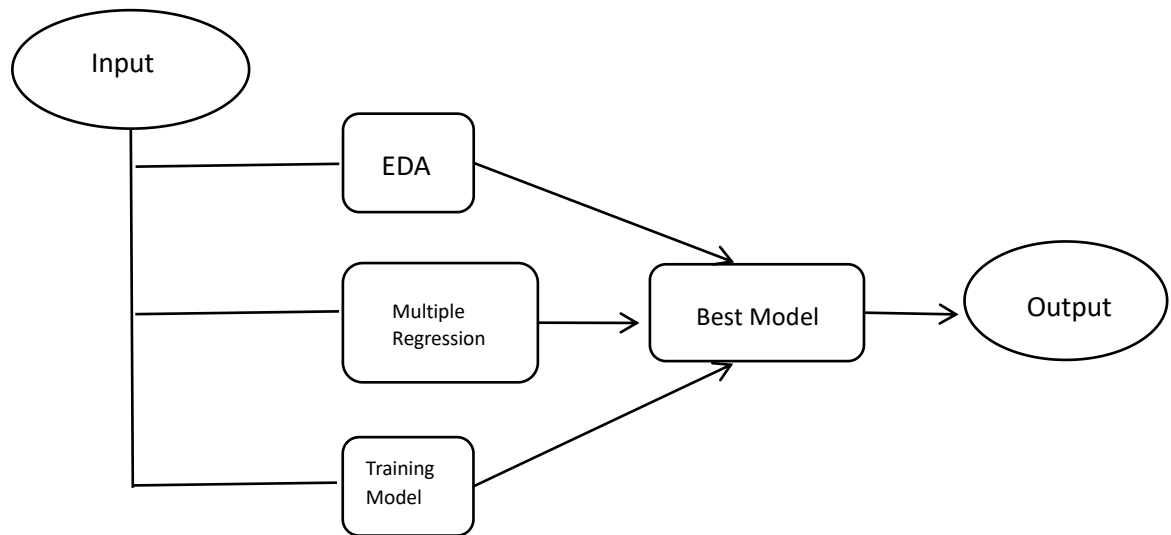 Input
EDA
Multiple
Regression
Best Model
Output
Training
Model